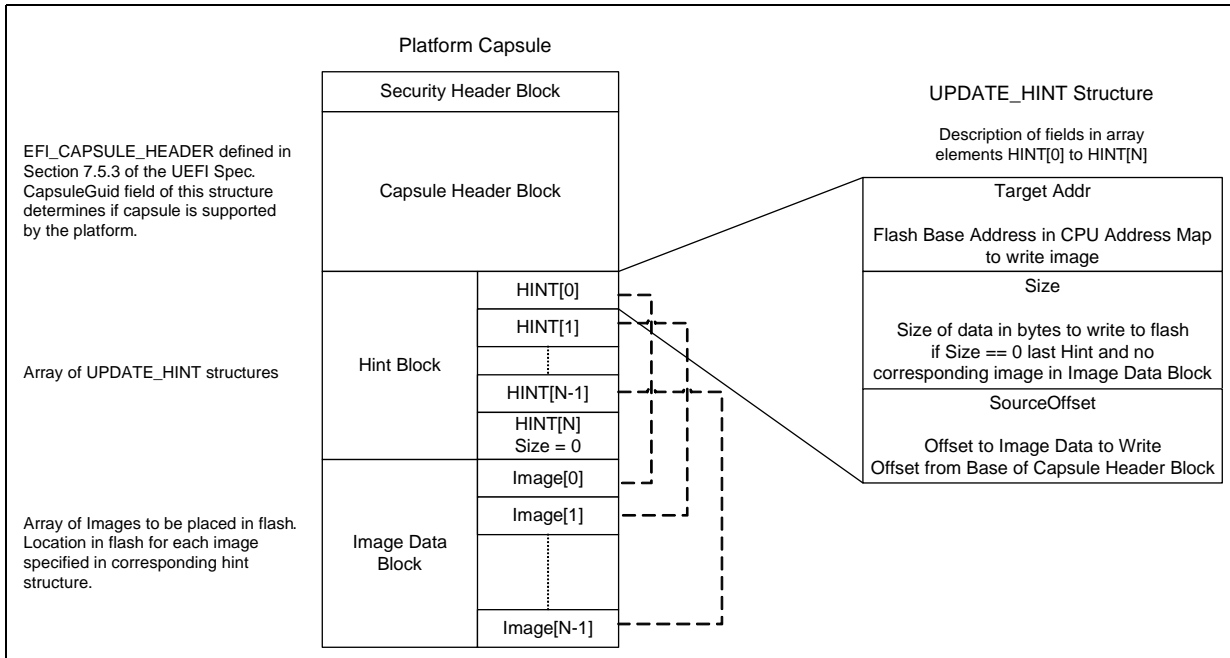 Platform Capsule
Security Header Block
EFI_CAPSULE_HEADER defined in
Section 7.5.3 of the UEFI Spec.
CapsuleGuid field of this structure
determines if capsule is supported
by the platform.
Capsule Header Block
Array of UPDATE_HINT structures
Hint Block
HINT[0]
HINT[1]
HINT[N-1]
HINT[N]
Size = 0
Array of Images to be placed in flash.
Location in flash for each image
specified in corresponding hint
structure.
Image Data
Block
Image[0]
Image[1]
Image[N-1]
UPDATE_HINT Structure
Description of fields in array
elements HINT[0] to HINT[N]
Target Addr
Flash Base Address in CPU Address Map
to write image
Size
Size of data in bytes to write to flash
if Size == 0 last Hint and no
corresponding image in Image Data Block
SourceOffset
Offset to Image Data to Write
Offset from Base of Capsule Header Block